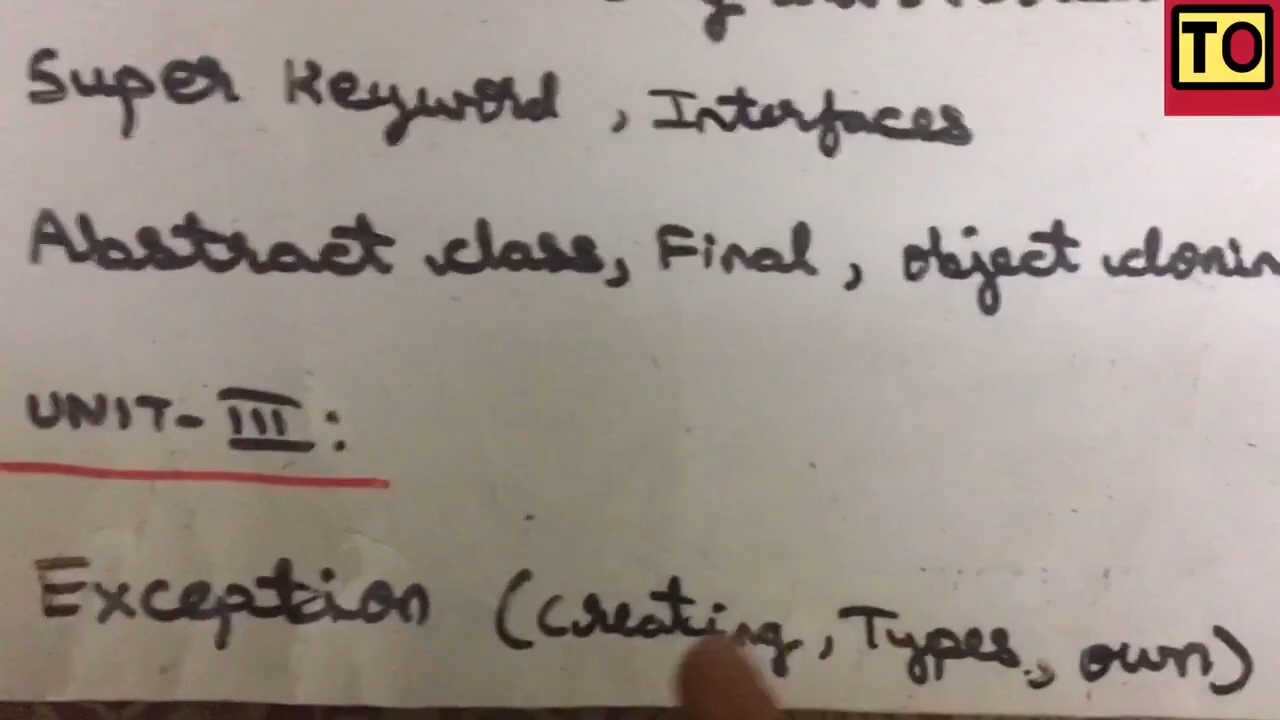 TO
Super Keyword, Interfaces
Abstract class, Final, object clonin
UNIT-III:
Exception (creating, Types, own)